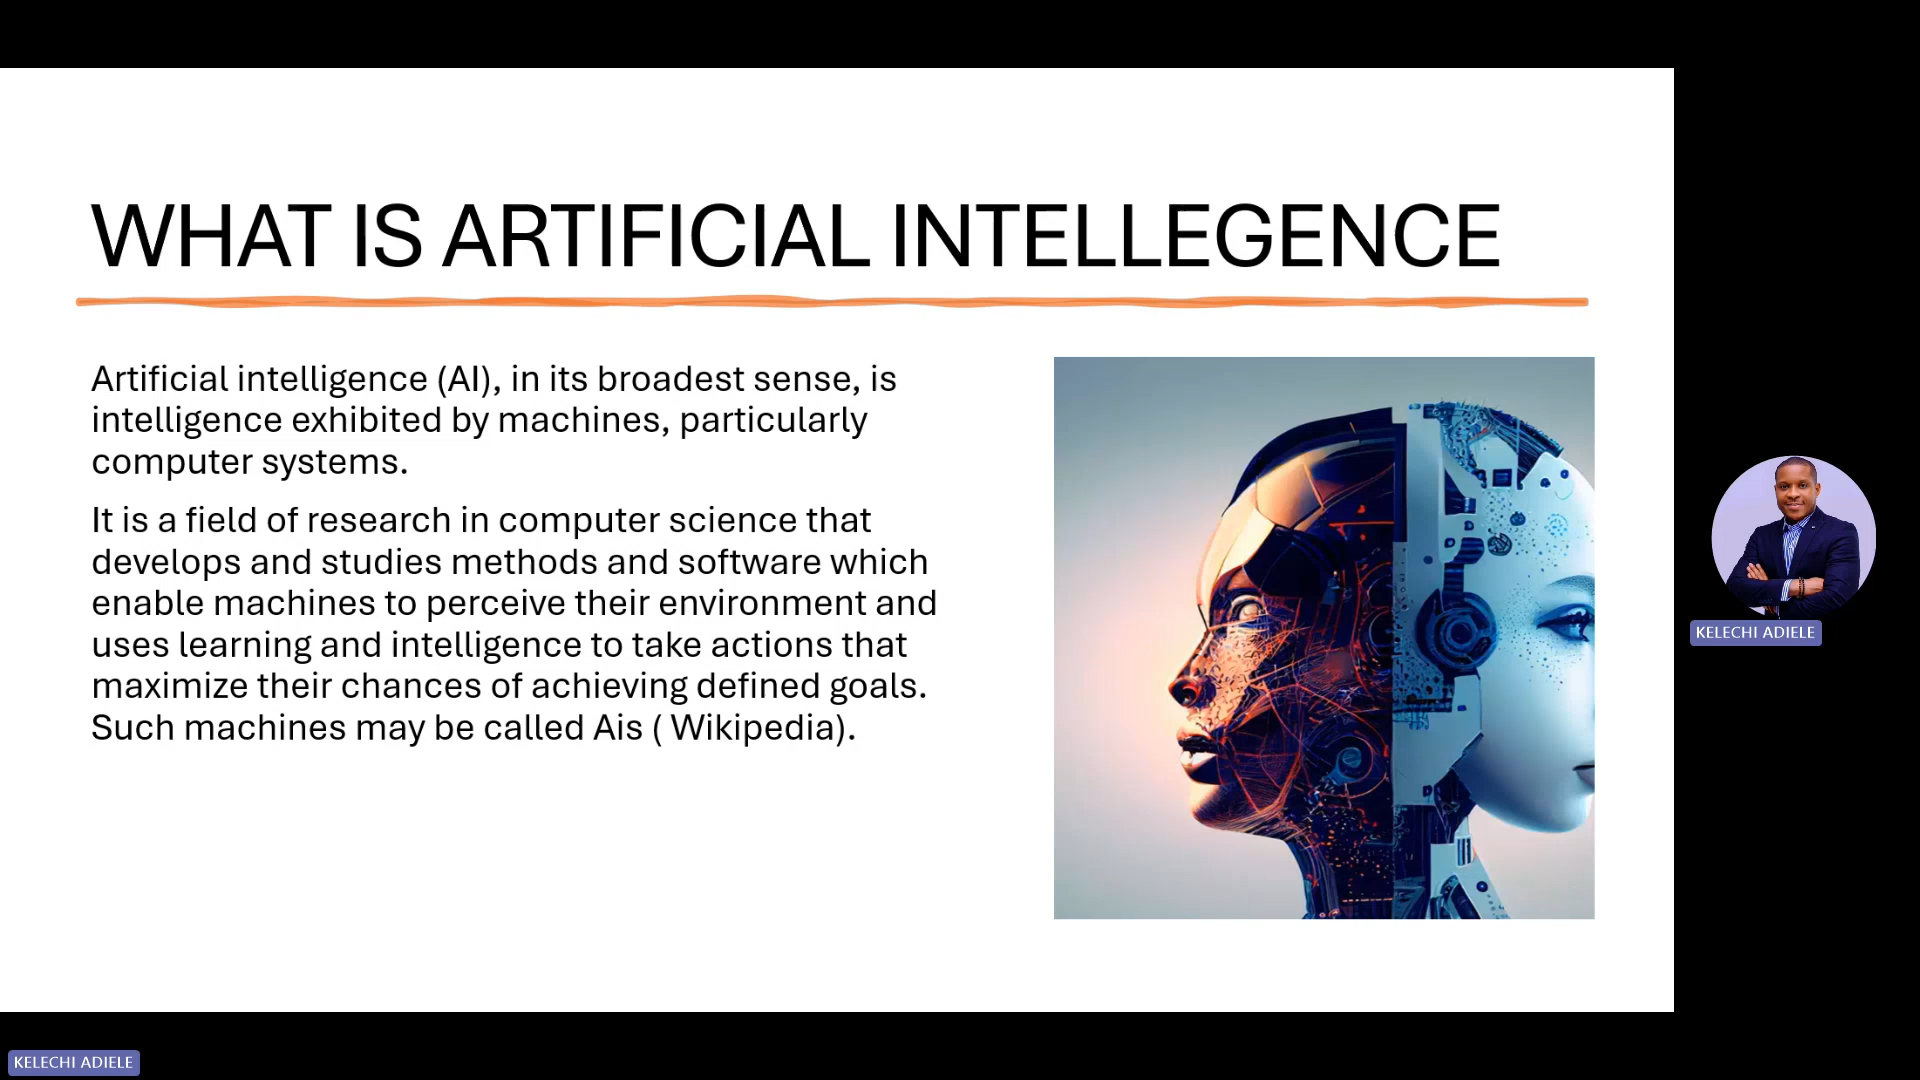 WHAT IS ARTIFICIAL INTELLEGENCE
Artificial intelligence (AI), in its broadest sense, is
intelligence exhibited by machines, particularly
computer systems.
It is a field of research in computer science that
develops and studies methods and software which
enable machines to perceive their environment and
uses learning and intelligence to take actions that
maximize their chances of achieving defined goals.
Such machines may be called Ais ( Wikipedia).
KELECHI ADIELE
KELECHI ADIELE